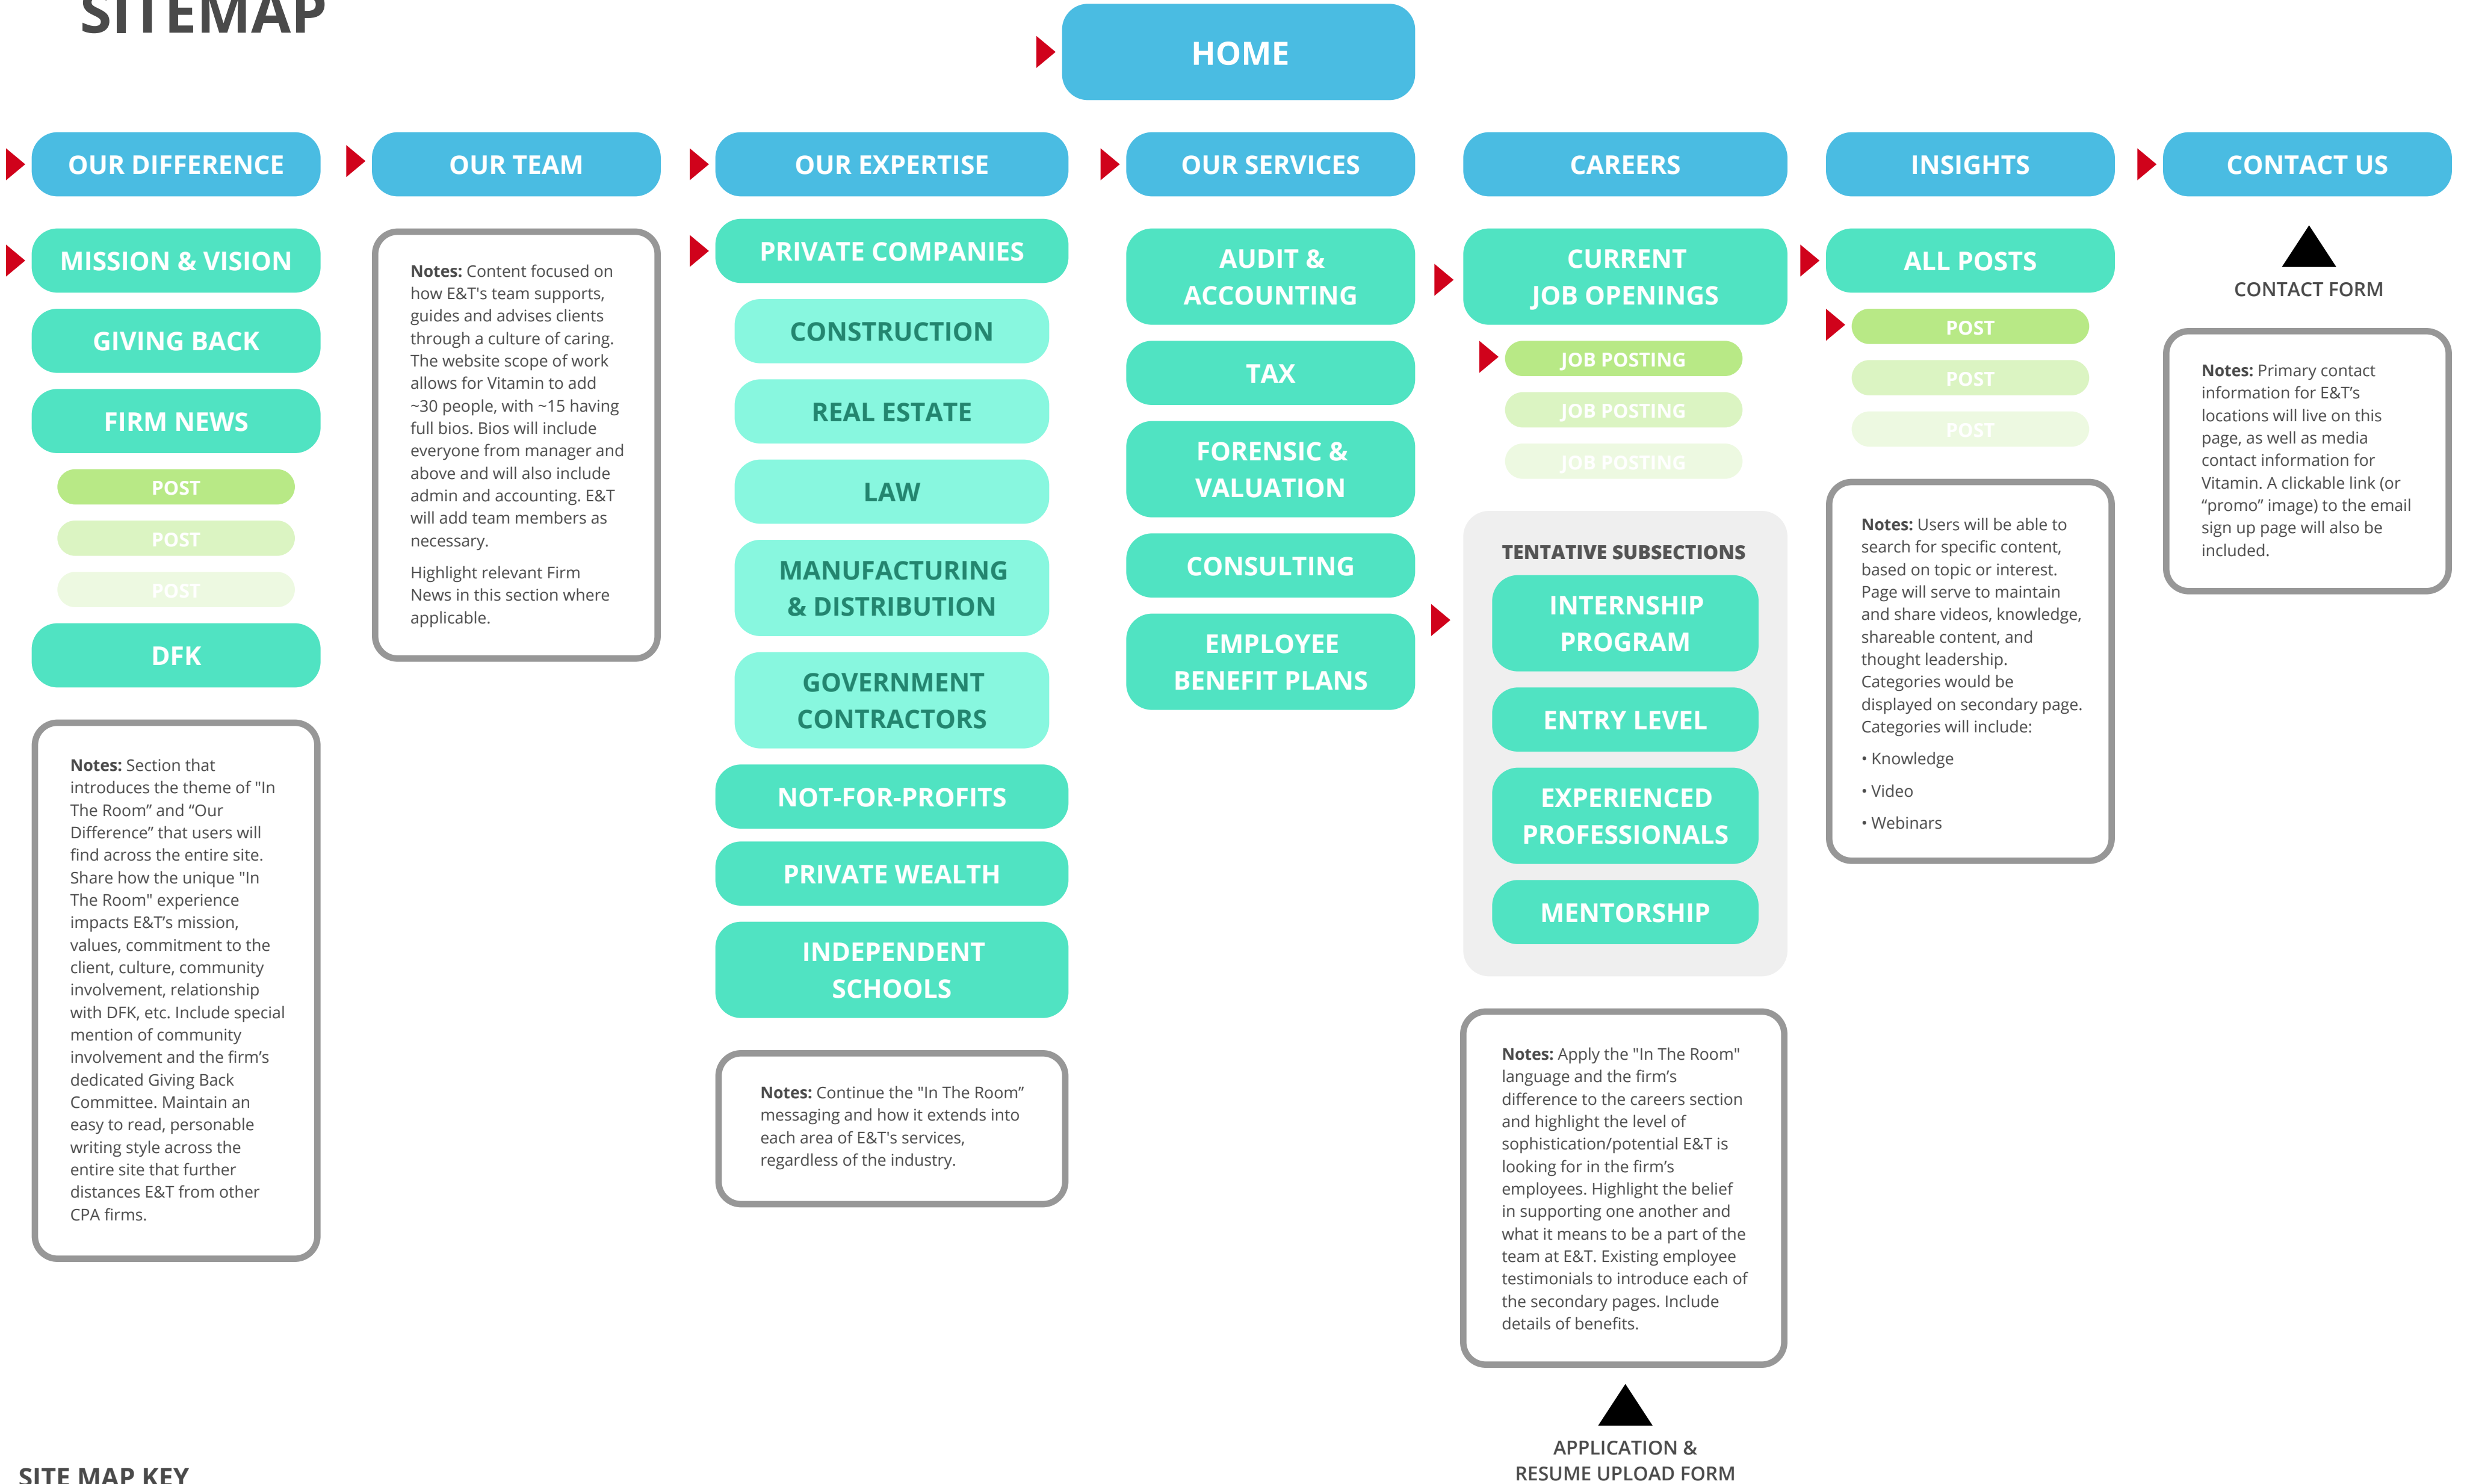 SITEMAP
HOME
OUR DIFFERENCE
MISSION & VISION
GIVING BACK
FIRM NEWS
POST
POST
POST
DFK
Notes: Section that
introduces the theme of "In
The Room” and “Our
Difference” that users will
find across the entire site.
Share how the unique "In
The Room" experience
impacts E&T’s mission,
values, commitment to the
client, culture, community
involvement, relationship
with DFK, etc. Include special
mention of community
involvement and the firm’s
dedicated Giving Back
Committee. Maintain an
easy to read, personable
writing style across the
entire site that further
distances E&T from other
CPA firms.
OUR TEAM
Notes: Content focused on
how E&T's team supports,
guides and advises clients
through a culture of caring.
The website scope of work
allows for Vitamin to add
~30 people, with ~15 having
full bios. Bios will include
everyone from manager and
above and will also include
admin and accounting. E&T
will add team members as
necessary.
Highlight relevant Firm
News in this section where
applicable.
OUR EXPERTISE
PRIVATE COMPANIES
CONSTRUCTION
REAL ESTATE
LAW
MANUFACTURING
& DISTRIBUTION
GOVERNMENT
CONTRACTORS
NOT-FOR-PROFITS
PRIVATE WEALTH
INDEPENDENT
SCHOOLS
Notes: Continue the "In The Room”
messaging and how it extends into
each area of E&T's services,
regardless of the industry.
OUR SERVICES
AUDIT &
ACCOUNTING
TAX
FORENSIC &
VALUATION
CONSULTING
EMPLOYEE
BENEFIT PLANS
CAREERS
CURRENT
JOB OPENINGS
JOB POSTING
JOB POSTING
JOB POSTING
TENTATIVE SUBSECTIONS
INTERNSHIP
PROGRAM
ENTRY LEVEL
EXPERIENCED
PROFESSIONALS
MENTORSHIP
Notes: Apply the "In The Room"
language and the firm’s
difference to the careers section
and highlight the level of
sophistication/potential E&T is
looking for in the firm’s
employees. Highlight the belief
in supporting one another and
what it means to be a part of the
team at E&T. Existing employee
testimonials to introduce each of
the secondary pages. Include
details of benefits.
APPLICATION &
RESUME UPLOAD FORM
INSIGHTS
ALL POSTS
POST
POST
POST
Notes: Users will be able to
search for specific content,
based on topic or interest.
Page will serve to maintain
and share videos, knowledge,
shareable content, and
thought leadership.
Categories would be
displayed on secondary page.
Categories will include:
• Knowledge
• Video
• Webinars
CONTACT US
CONTACT FORM
Notes: Primary contact
information for E&T’s
locations will live on this
page, as well as media
contact information for
Vitamin. A clickable link (or
“promo” image) to the email
sign up page will also be
included.
SITE MAP KEY